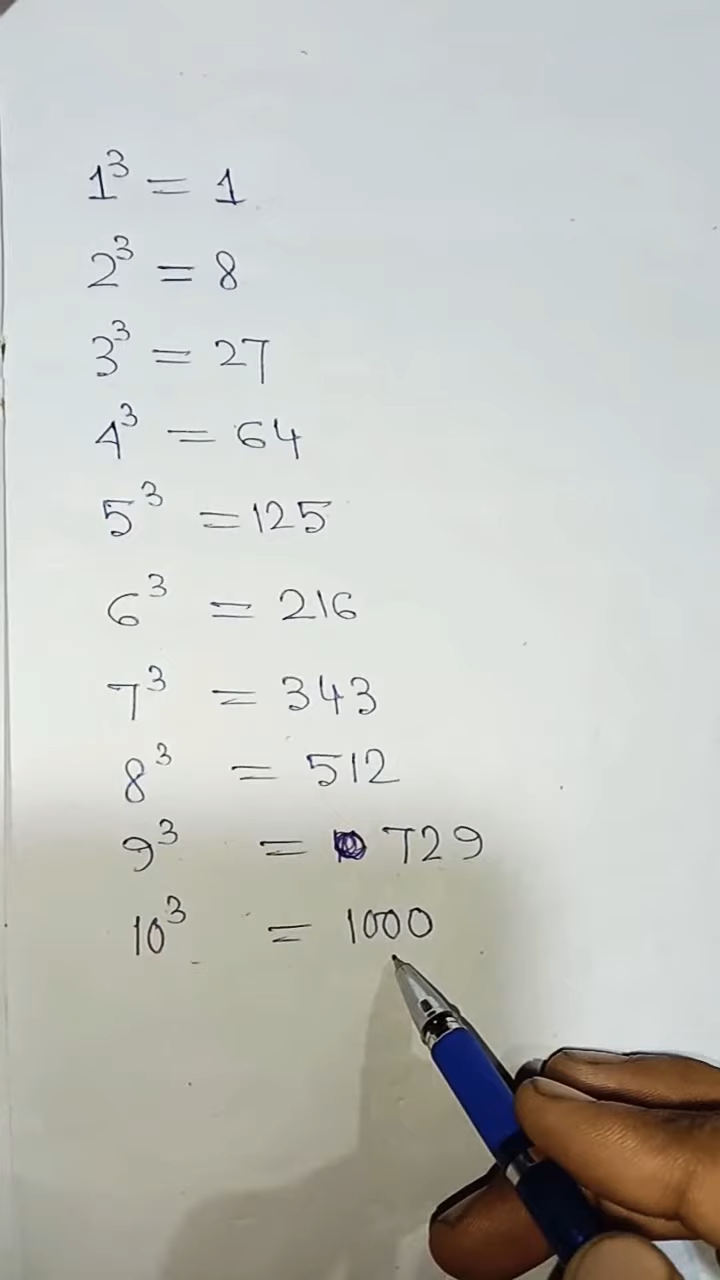 1³ = 1
2³ = 8
3³ = 27
4³ = 64
5³ = 125
6³ = 216
7³ = 343
8³ = 512
9³ = 729
10³ = 1000